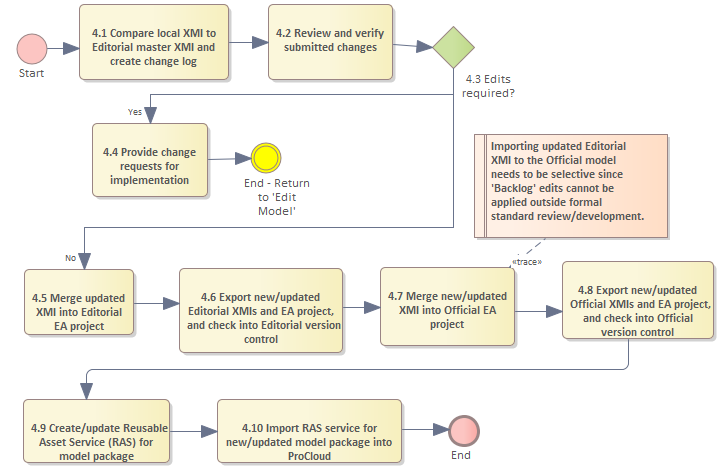 4.1 Compare local XMI to
Editorial master XMI and
create change log
4.2 Review and verify
submitted changes
Start
4.3 Edits
required?
Yes
4.4 Provide change
requests for
implementation
End - Return
to 'Edit
Model'
Importing updated Editorial
XMI to the Official model
needs to be selective since
'Backlog' edits cannot be
applied outside formal
standard review/development.
«trace»
No
4.5 Merge updated
XMI into Editorial
EA project
4.6 Export new/updated
Editorial XMIs and EA project,
and check into Editorial version
control
4.7 Merge new/updated
XMI into Official EA
project
4.8 Export new/updated
Official XMIs and EA project,
and check into Official
version control
4.9 Create/update Reusable
Asset Service (RAS) for
model package
4.10 Import RAS service for
new/updated model package into
ProCloud
End